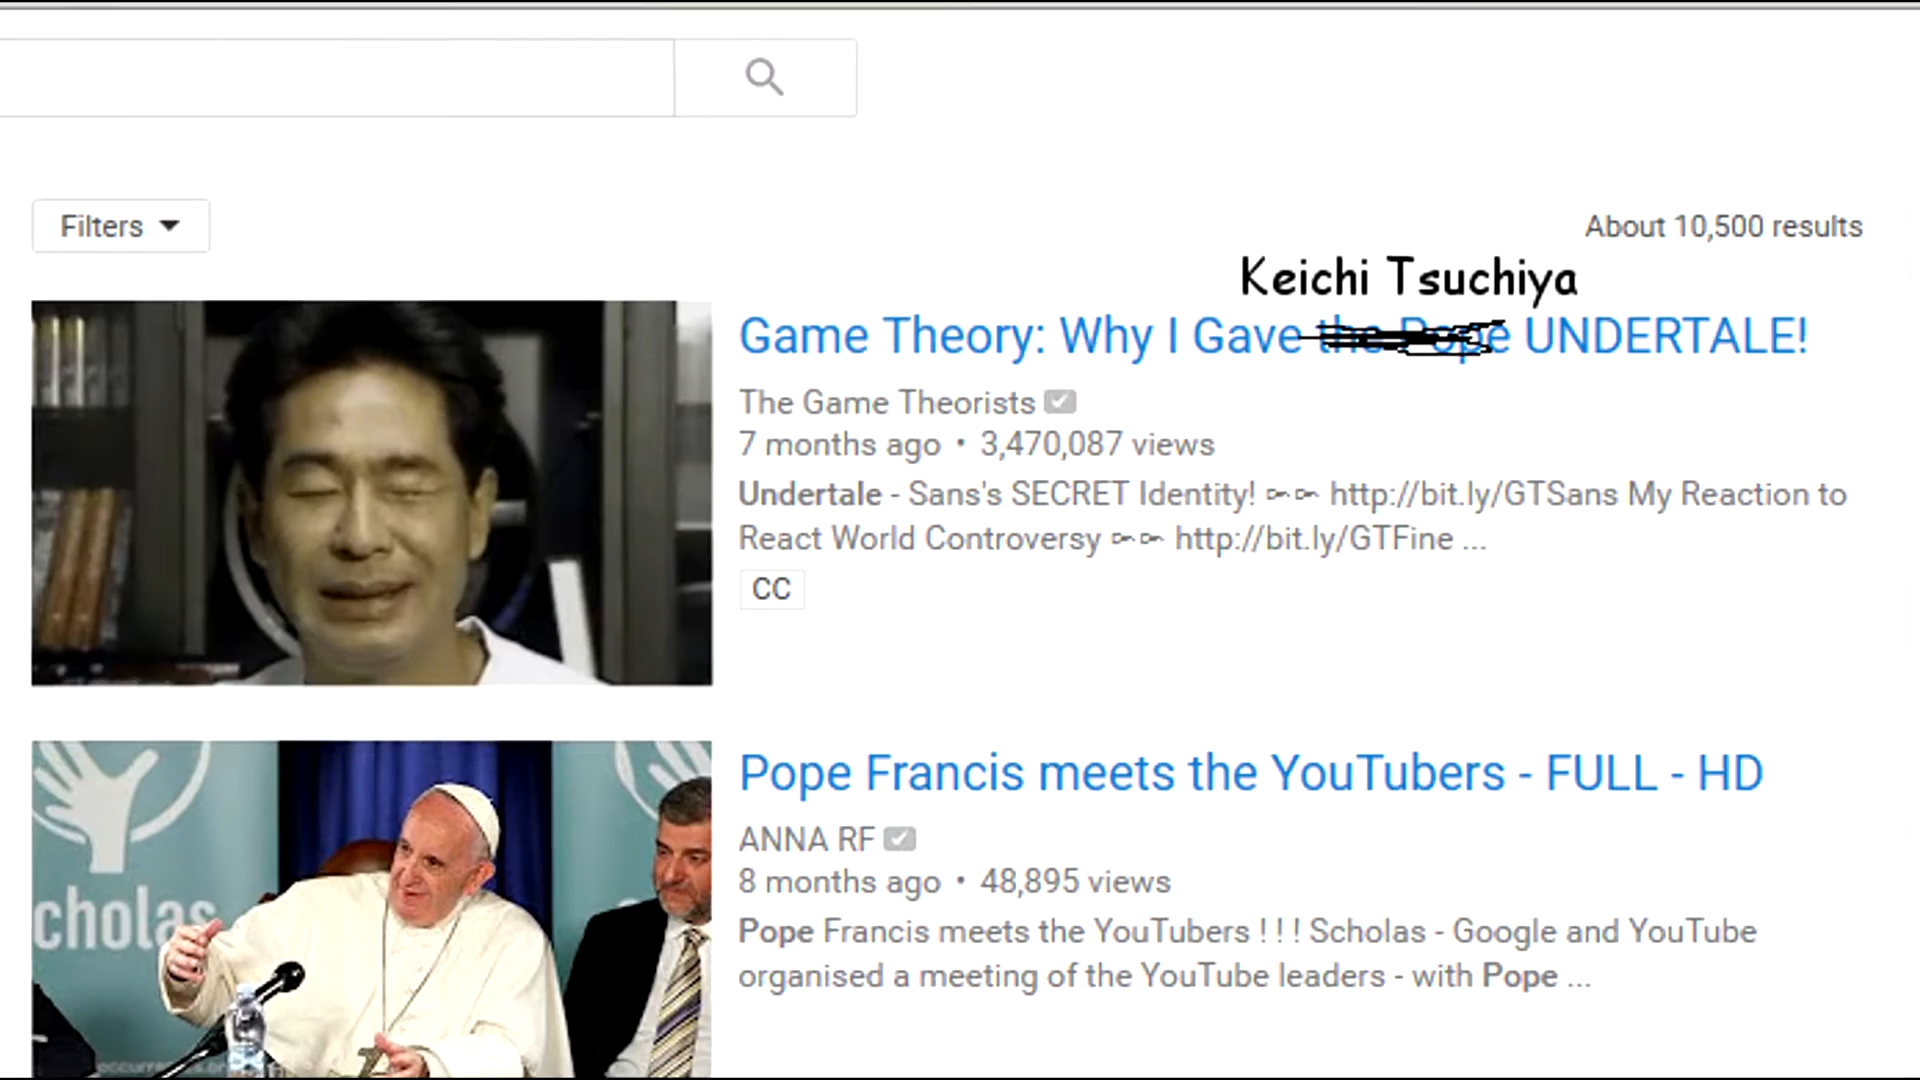 Filters
About 10,500 results
Keichi Tsuchiya
Game Theory: Why I Gave the Pope UNDERTALE!
The Game Theorists
7 months ago • 3,470,087 views
Undertale - Sans's SECRET Identity! http://bit.ly/GTSans My Reaction to
React World Controversy http://bit.ly/GTFine ...
CC
Pope Francis meets the YouTubers - FULL - HD
ANNA RF
8 months ago • 48,895 views
Pope Francis meets the YouTubers ! ! ! Scholas - Google and YouTube
organised a meeting of the YouTube leaders - with Pope ...
cholas